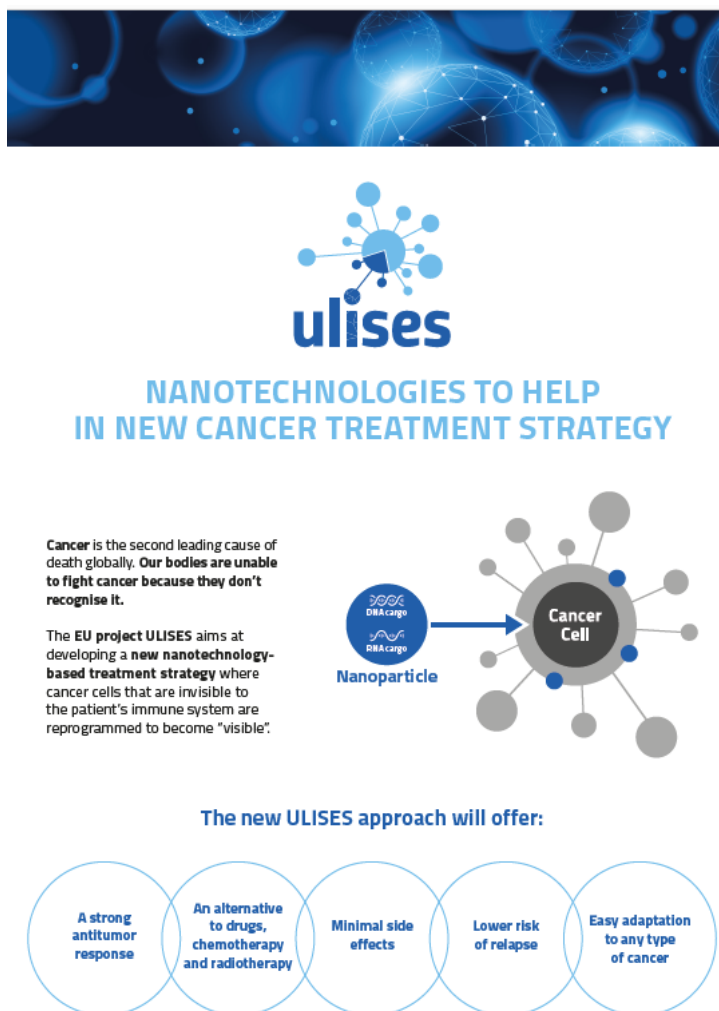 ulises
NANOTECHNOLOGIES TO HELP
IN NEW CANCER TREATMENT STRATEGY
Cancer is the second leading cause of
death globally. Our bodies are unable
to fight cancer because they don't
recognise it.
The EU project ULISES aims at
developing a new nanotechnology-
based treatment strategy where
cancer cells that are invisible to
the patient's immune system are
reprogrammed to become "visible".
DNA cargo
RNA cargo
Nanoparticle
Cancer
Cell
The new ULISES approach will offer:
A strong
antitumor
response
An alternative
to drugs,
chemotherapy
and radiotherapy
Minimal side
effects
Lower risk
of relapse
Easy adaptation
to any type
of cancer